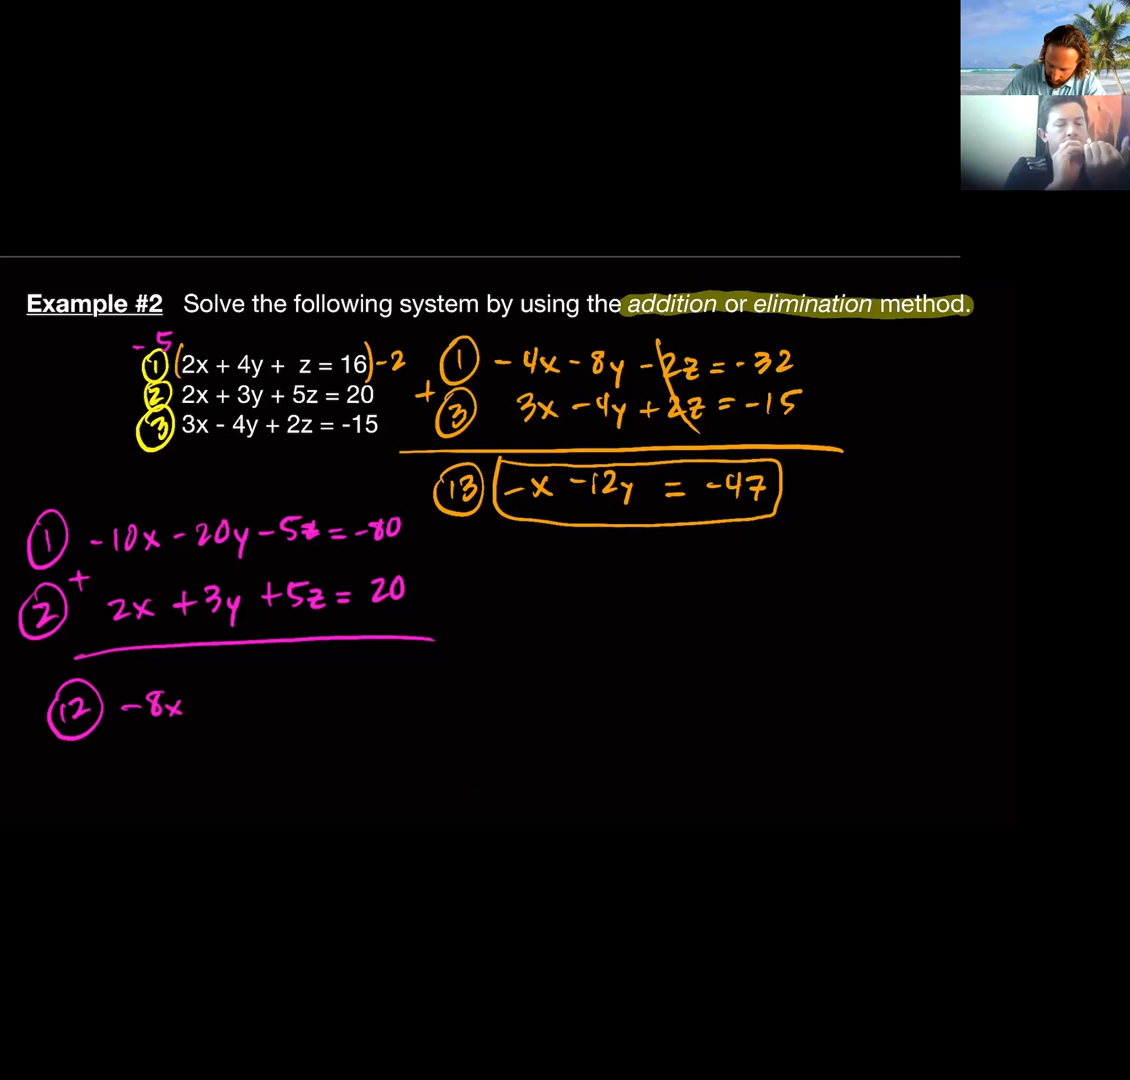 Example #2 Solve the following system by using the addition or elimination method.
-5
① (2x + 4y + z = 16)-2
② 2x + 3y + 5z = 20
③ 3x - 4y + 2z = -15
① -4x - 8y - 2z = -32
+ ③ 3x - 4y + 2z = -15
⑬ -x - 12y = -47
① -10x - 20y - 5z = -80
② + 2x + 3y + 5z = 20
⑫ -8x